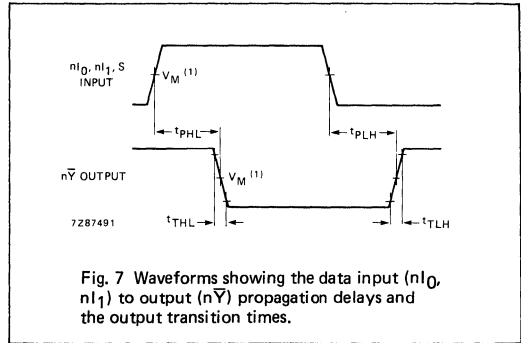 nI0, nI1, S
INPUT
VM (1)
tPHL
tPLH
nY̅ OUTPUT
VM (1)
7Z87491
tTHL
tTLH
Fig. 7 Waveforms showing the data input (nI0,
nI1) to output (nY̅) propagation delays and
the output transition times.